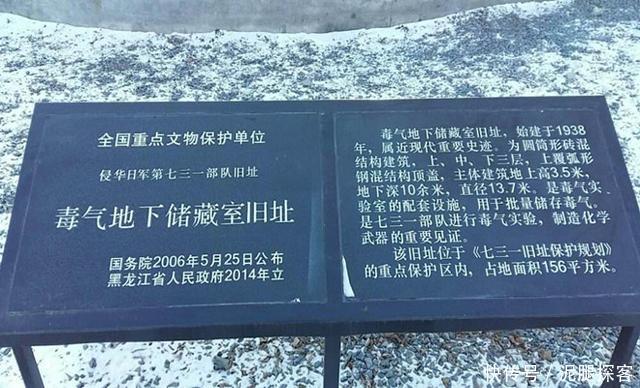 全国重点文物保护单位
侵华日军第七三一部队旧址
毒气地下储藏室旧址
国务院2006年5月25日公布
黑龙江省人民政府2014年立
毒气地下储藏室旧址，始建于1938
年，属近现代重要史迹。为圆筒形砖混
结构建筑，上、中、下三层，上覆弧形
钢混结构顶盖，主体建筑地上高3.5米，
地下深10余米，直径13.7米。是毒气实
验室的配套设施，用于批量储存毒气。
是七三一部队进行毒气实验，制造化学
武器的重要见证。
该旧址位于《七三一旧址保护规划》
的重点保护区内，占地面积156平方米。
快传号／泥腿探客